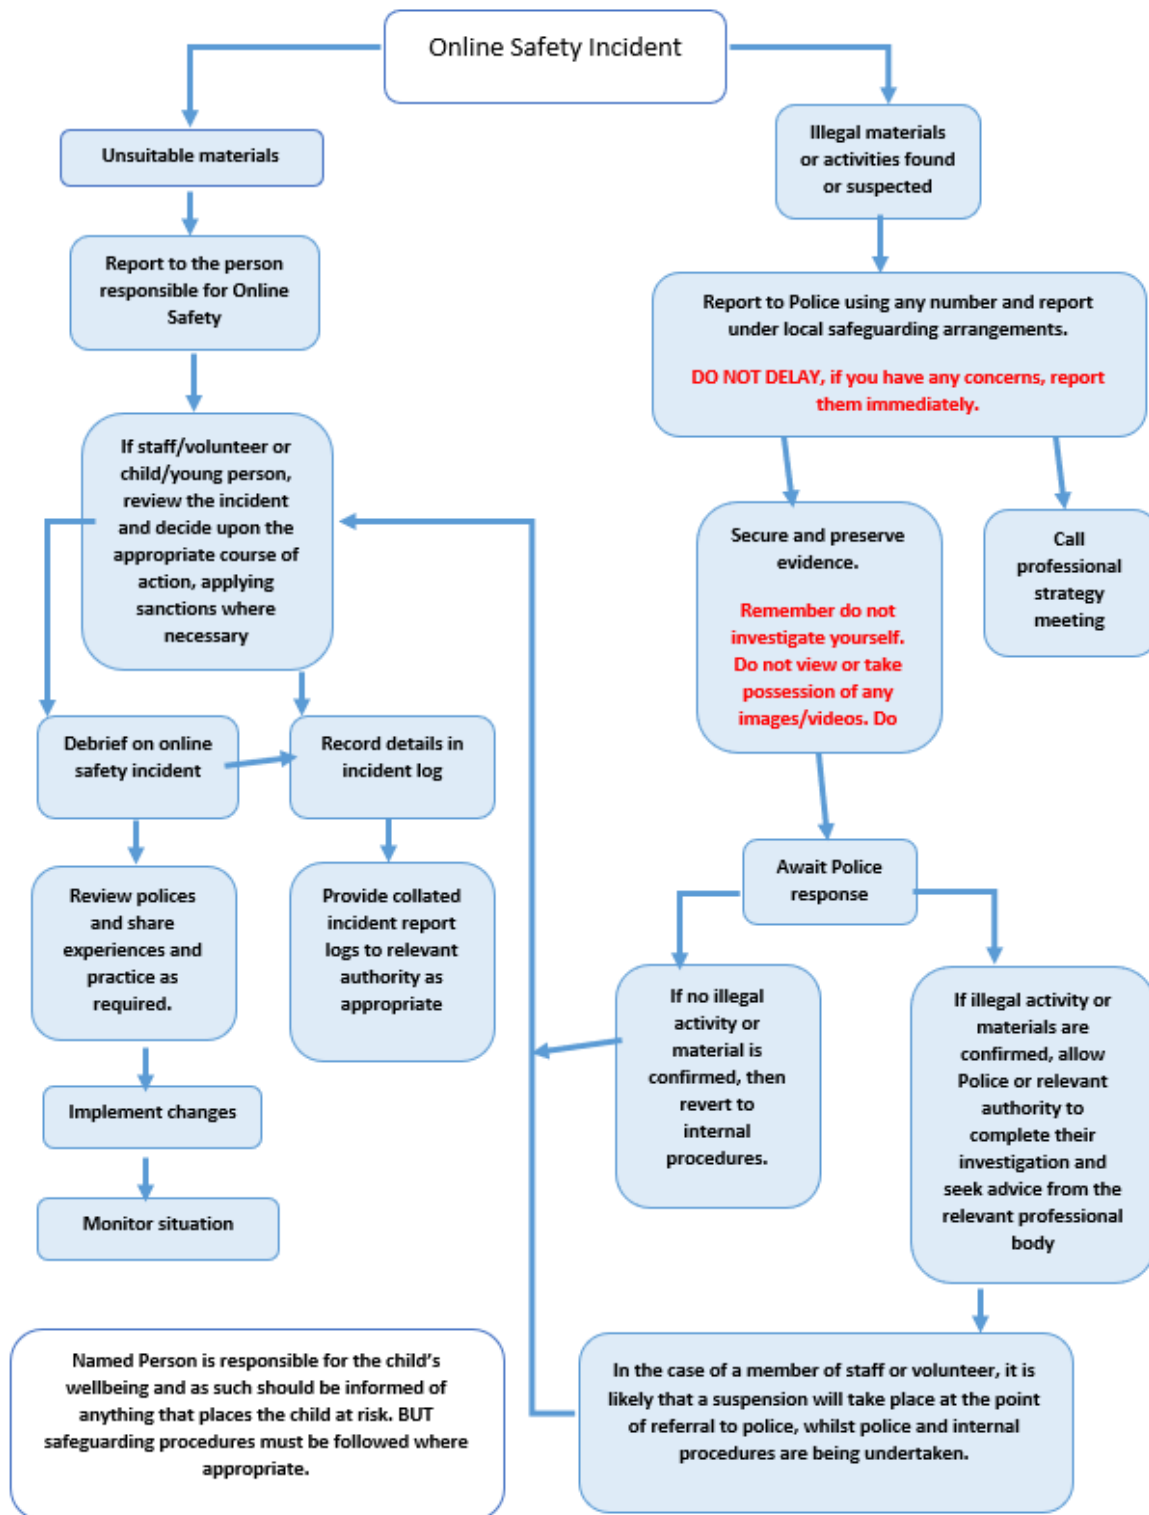 Online Safety Incident
Unsuitable materials
Illegal materials
or activities found
or suspected
Report to the person
responsible for Online
Safety
Report to Police using any number and report
under local safeguarding arrangements.
DO NOT DELAY, if you have any concerns, report
them immediately.
If staff/volunteer or
child/young person,
review the incident
and decide upon the
appropriate course of
action, applying
sanctions where
necessary
Secure and preserve
evidence.
Remember do not
investigate yourself.
Do not view or take
possession of any
images/videos. Do
Call
professional
strategy
meeting
Debrief on online
safety incident
Record details in
incident log
Review polices
and share
experiences and
practice as
required.
Provide collated
incident report
logs to relevant
authority as
appropriate
Await Police
response
If no illegal
activity or
material is
confirmed, then
revert to
internal
procedures.
If illegal activity or
materials are
confirmed, allow
Police or relevant
authority to
complete their
investigation and
seek advice from the
relevant professional
body
Implement changes
Monitor situation
Named Person is responsible for the child’s
wellbeing and as such should be informed of
anything that places the child at risk. BUT
safeguarding procedures must be followed where
appropriate.
In the case of a member of staff or volunteer, it is
likely that a suspension will take place at the point
of referral to police, whilst police and internal
procedures are being undertaken.